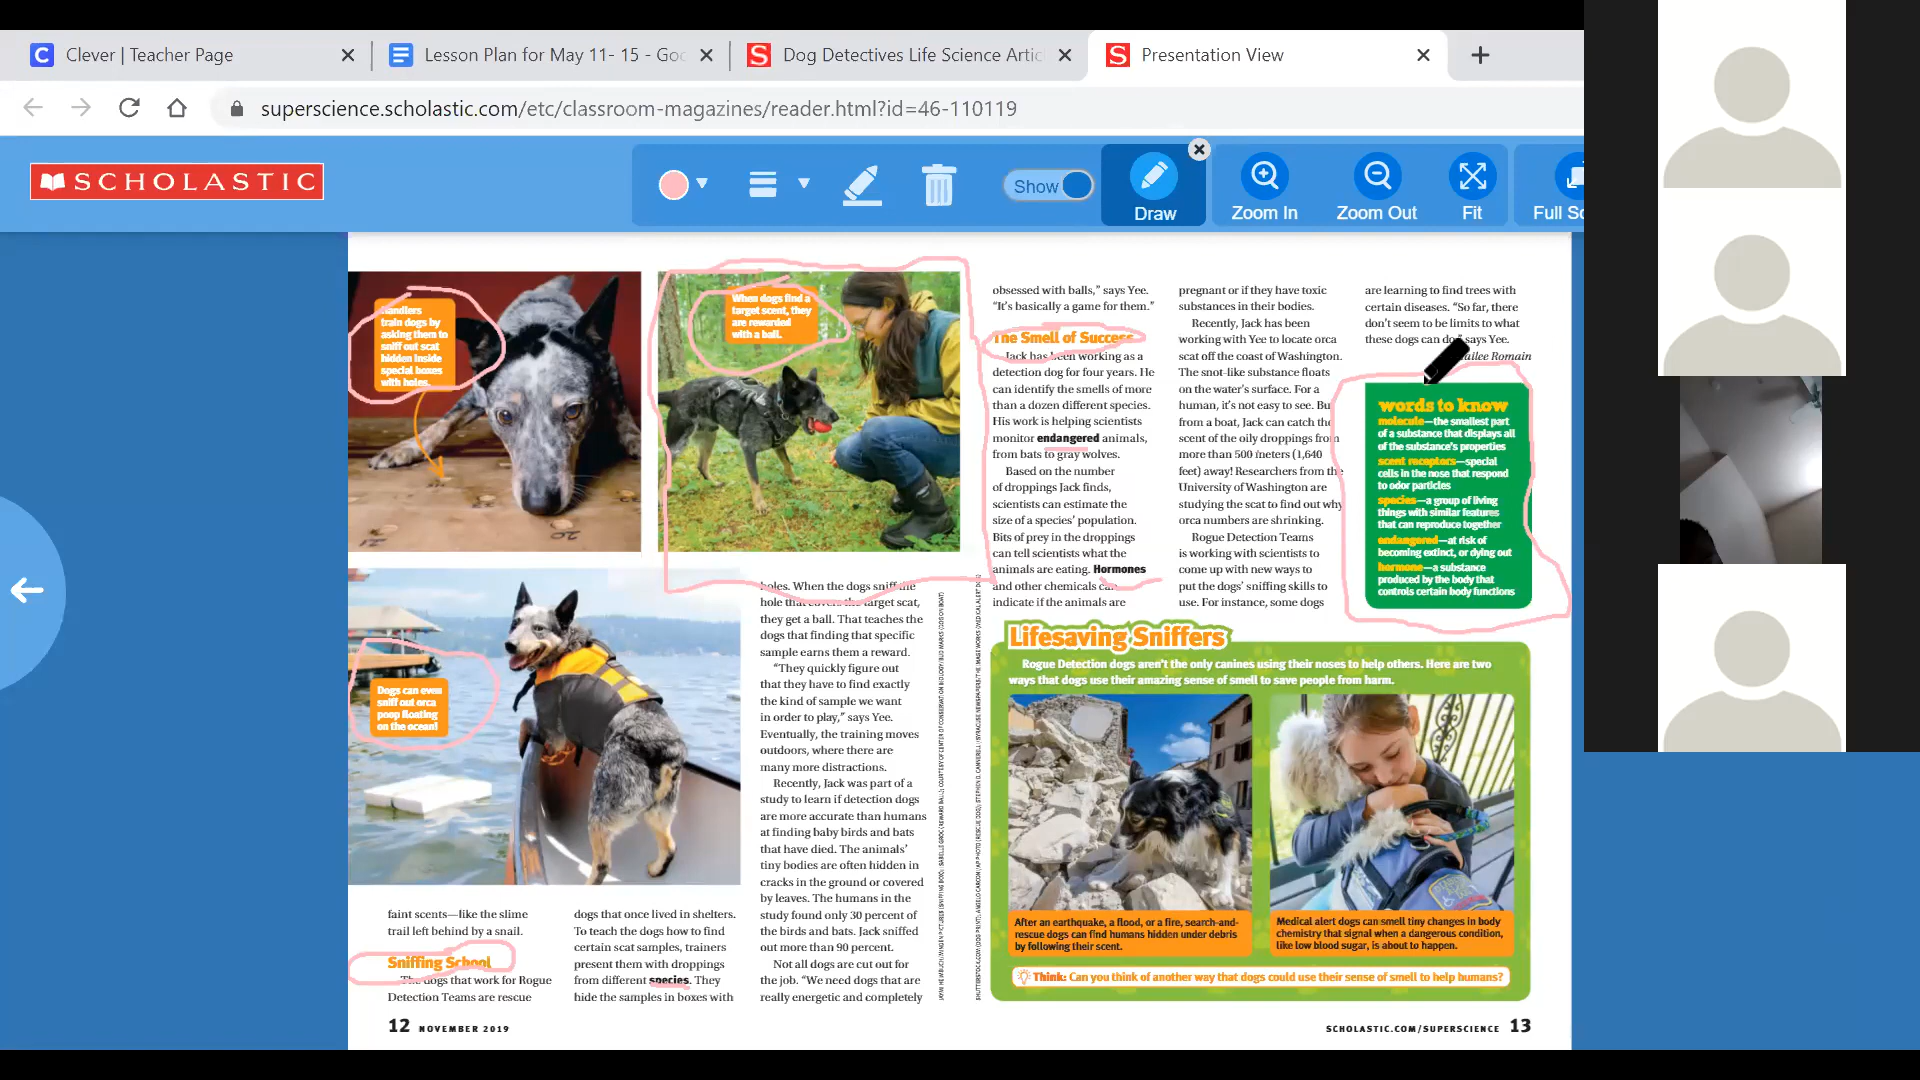 Clever | Teacher Page
Lesson Plan for May 11- 15 - Goo
Dog Detectives Life Science Artic
Presentation View
superscience.scholastic.com/etc/classroom-magazines/reader.html?id=46-110119
SCHOLASTIC
Show
Draw
Zoom In
Zoom Out
Fit
Full Sc
Handlers
train dogs by
asking them to
sniff out scat
hidden inside
special boxes
with holes.
When dogs find a
target scent, they
are rewarded
with a ball.
Dogs can even
sniff out orca
poop floating
on the ocean!
faint scents—like the slime
trail left behind by a snail.
Sniffing School
The dogs that work for Rogue
Detection Teams are rescue
dogs that once lived in shelters.
To teach the dogs how to find
certain scat samples, trainers
present them with droppings
from different species. They
hide the samples in boxes with
holes. When the dogs sniff the
hole that covers the target scat,
they get a ball. That teaches the
dogs that finding that specific
sample earns them a reward.
“They quickly figure out
that they have to find exactly
the kind of sample we want
in order to play,” says Yee.
Eventually, the training moves
outdoors, where there are
many more distractions.
Recently, Jack was part of a
study to learn if detection dogs
are more accurate than humans
at finding baby birds and bats
that have died. The animals’
tiny bodies are often hidden in
cracks in the ground or covered
by leaves. The humans in the
study found only 30 percent of
the birds and bats. Jack sniffed
out more than 90 percent.
Not all dogs are cut out for
the job. “We need dogs that are
really energetic and completely
obsessed with balls,” says Yee.
“It’s basically a game for them.”
The Smell of Success
Jack has been working as a
detection dog for four years. He
can identify the smells of more
than a dozen different species.
His work is helping scientists
monitor endangered animals,
from bats to gray wolves.
Based on the number
of droppings Jack finds,
scientists can estimate the
size of a species’ population.
Bits of prey in the droppings
can tell scientists what the
animals are eating. Hormones
and other chemicals can
indicate if the animals are
pregnant or if they have toxic
substances in their bodies.
Recently, Jack has been
working with Yee to locate orca
scat off the coast of Washington.
The snot-like substance floats
on the water’s surface. For a
human, it’s not easy to see. But
from a boat, Jack can catch the
scent of the oily droppings from
more than 500 meters (1,640
feet) away! Researchers from the
University of Washington are
studying the scat to find out why
orca numbers are shrinking.
Rogue Detection Teams
is working with scientists to
come up with new ways to
put the dogs’ sniffing skills to
use. For instance, some dogs
are learning to find trees with
certain diseases. “So far, there
don’t seem to be limits to what
these dogs can do,” says Yee.
ailee Romain
words to know
molecule—the smallest part
of a substance that displays all
of the substance’s properties
scent receptors—special
cells in the nose that respond
to odor particles
species—a group of living
things with similar features
that can reproduce together
endangered—at risk of
becoming extinct, or dying out
hormone—a substance
produced by the body that
controls certain body functions
Lifesaving Sniffers
Rogue Detection dogs aren’t the only canines using their noses to help others. Here are two
ways that dogs use their amazing sense of smell to save people from harm.
After an earthquake, a flood, or a fire, search-and-
rescue dogs can find humans hidden under debris
by following their scent.
Medical alert dogs can smell tiny changes in body
chemistry that signal when a dangerous condition,
like low blood sugar, is about to happen.
Think: Can you think of another way that dogs could use their sense of smell to help humans?
12 NOVEMBER 2019
SCHOLASTIC.COM/SUPERSCIENCE 13